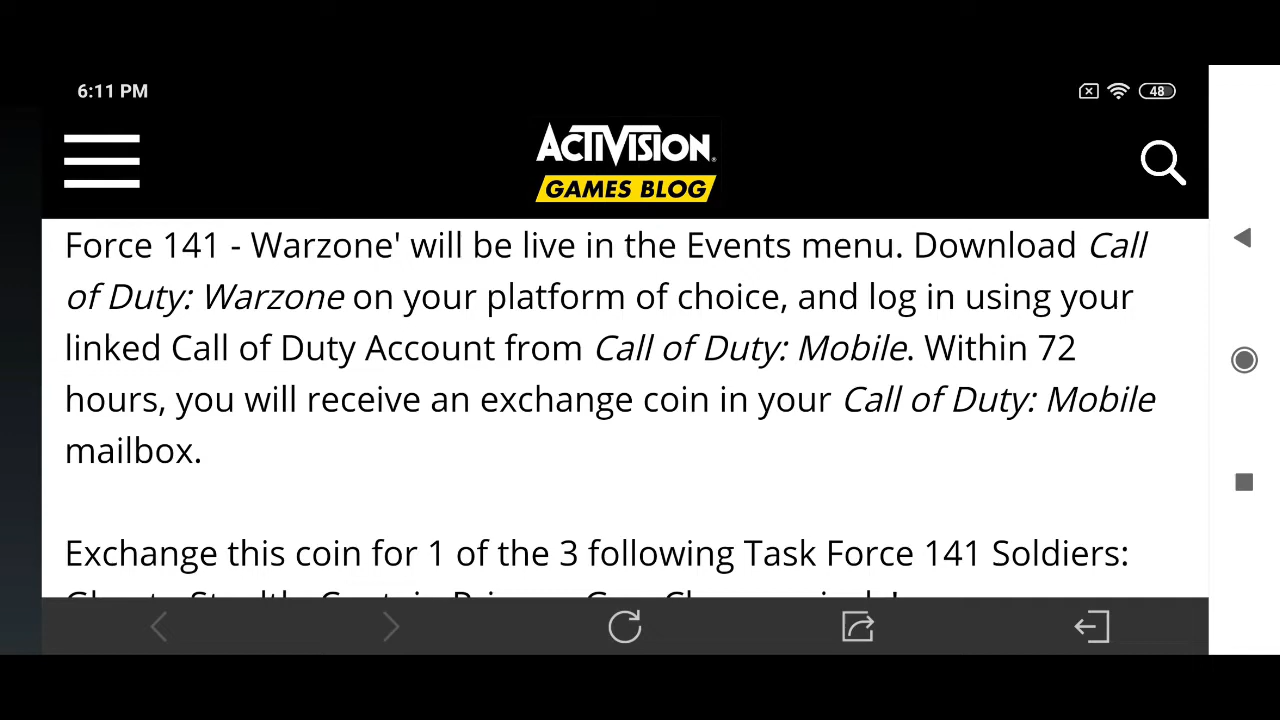 6:11 PM
48
ACTIVISION
GAMES BLOG
Force 141 - Warzone' will be live in the Events menu. Download Call
of Duty: Warzone on your platform of choice, and log in using your
linked Call of Duty Account from Call of Duty: Mobile. Within 72
hours, you will receive an exchange coin in your Call of Duty: Mobile
mailbox.
Exchange this coin for 1 of the 3 following Task Force 141 Soldiers: